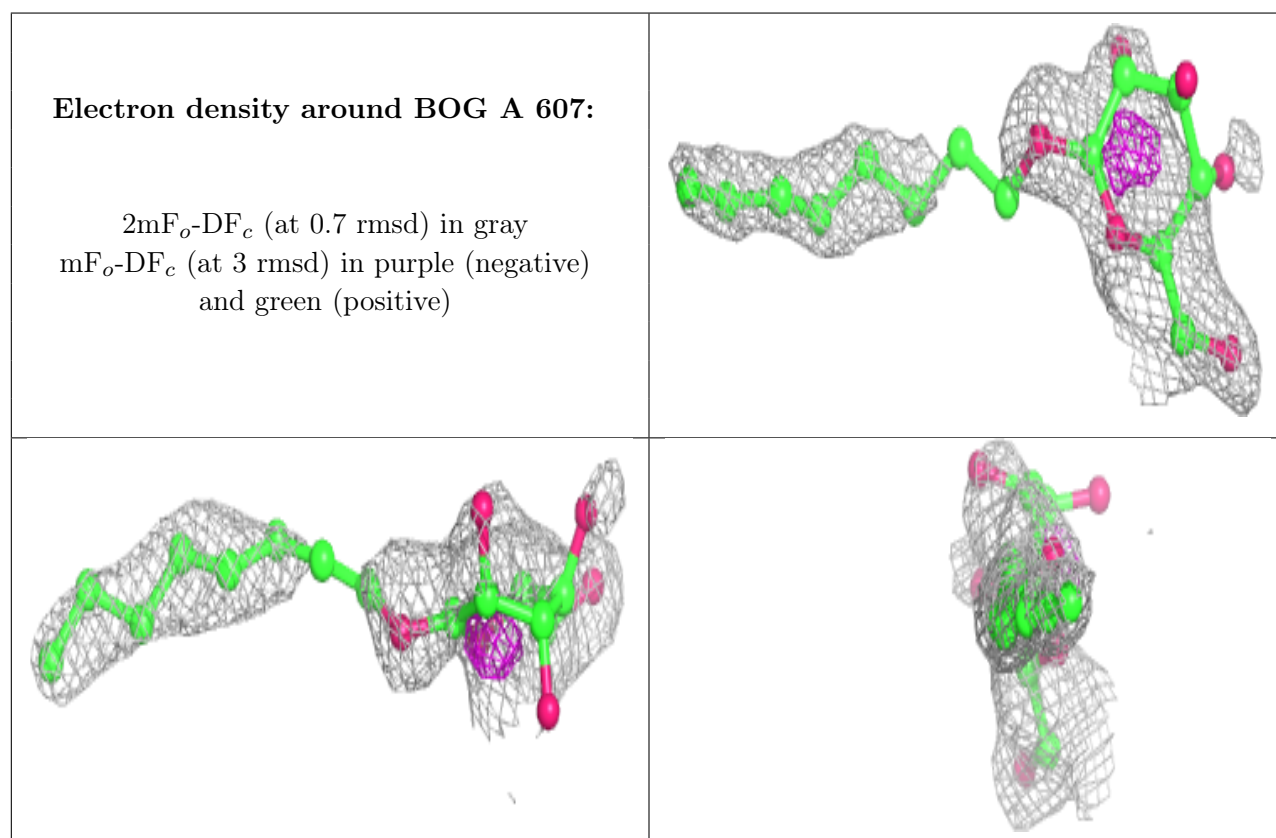 Electron density around BOG A 607:
2mFo-DFc (at 0.7 rmsd) in gray
mFo-DFc (at 3 rmsd) in purple (negative)
and green (positive)